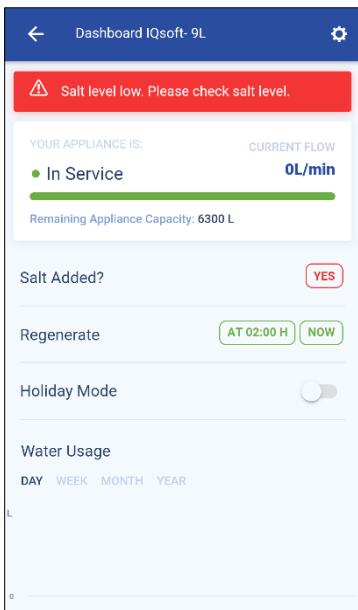 Dashboard IQsoft- 9L
Salt level low. Please check salt level.
YOUR APPLIANCE IS:
CURRENT FLOW
In Service
0L/min
Remaining Appliance Capacity: 6300 L
Salt Added?
YES
Regenerate
AT 02:00 H
NOW
Holiday Mode
Water Usage
DAY WEEK MONTH YEAR
L
0